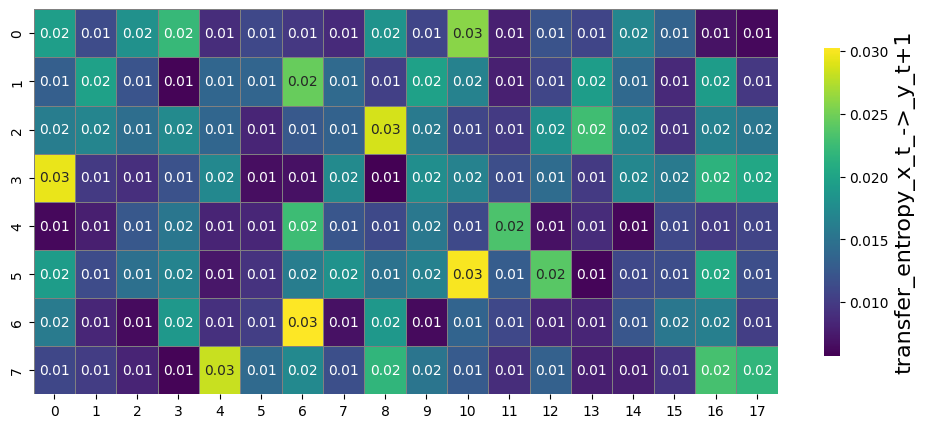 0 0.02 0.01 0.02 0.02 0.01 0.01 0.01 0.01 0.02 0.01 0.03 0.01 0.01 0.01 0.02 0.01 0.01 0.01
1 0.01 0.02 0.01 0.01 0.01 0.01 0.02 0.01 0.01 0.02 0.02 0.01 0.01 0.02 0.01 0.01 0.02 0.01
2 0.02 0.02 0.01 0.02 0.01 0.01 0.01 0.01 0.03 0.02 0.01 0.01 0.02 0.02 0.02 0.01 0.02 0.02
3 0.03 0.01 0.01 0.01 0.02 0.01 0.01 0.02 0.01 0.02 0.02 0.01 0.01 0.01 0.02 0.02 0.02 0.02
4 0.01 0.01 0.01 0.02 0.01 0.01 0.02 0.01 0.01 0.02 0.01 0.02 0.01 0.01 0.01 0.01 0.01 0.01
5 0.02 0.01 0.01 0.02 0.01 0.01 0.02 0.02 0.01 0.02 0.03 0.01 0.02 0.01 0.01 0.01 0.02 0.01
6 0.02 0.01 0.01 0.02 0.01 0.01 0.03 0.01 0.02 0.01 0.01 0.01 0.01 0.01 0.01 0.02 0.02 0.01
7 0.01 0.01 0.01 0.01 0.03 0.01 0.02 0.01 0.02 0.02 0.01 0.01 0.01 0.01 0.01 0.01 0.02 0.02
0 1 2 3 4 5 6 7 8 9 10 11 12 13 14 15 16 17
0.030
0.025
0.020
0.015
0.010
transfer_entropy_x_t_->_y_t+1